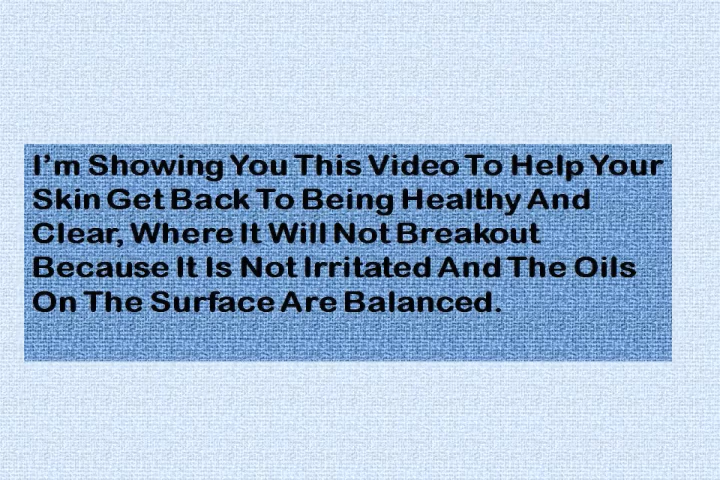 I'm Showing You This Video To Help Your
Skin Get Back To Being Healthy And
Clear, Where It Will Not Breakout
Because It Is Not Irritated And The Oils
On The Surface Are Balanced.